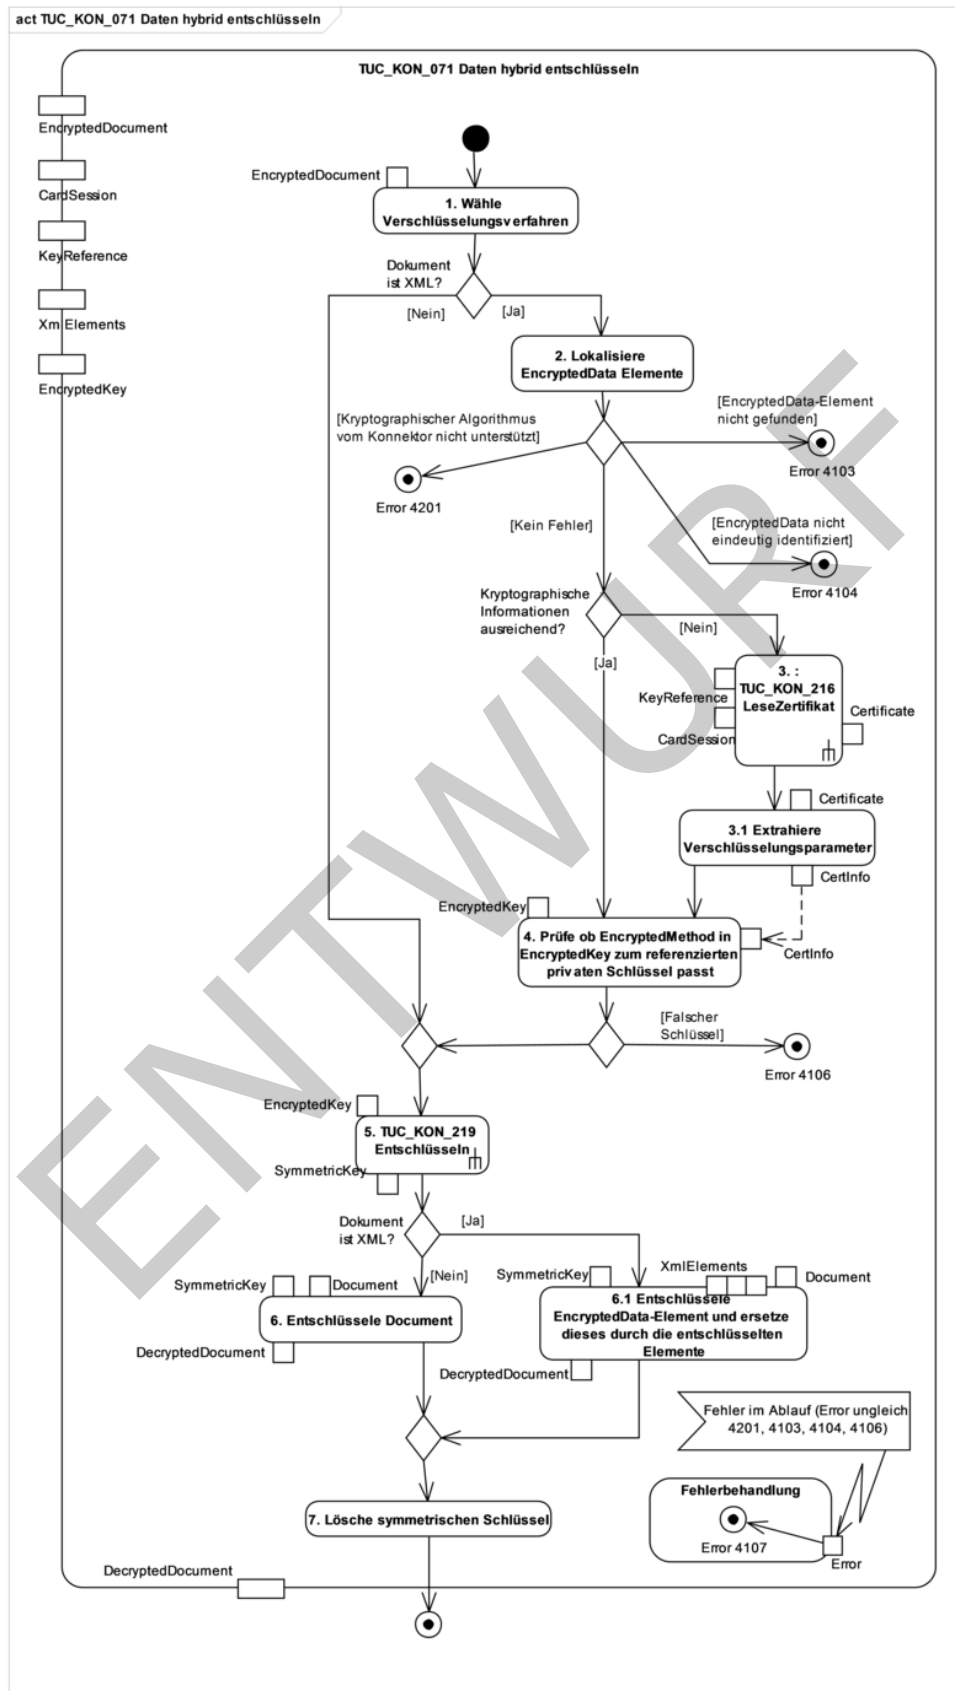 act TUC_KON_071 Daten hybrid entschlüsseln
TUC_KON_071 Daten hybrid entschlüsseln
EncryptedDocument
CardSession
KeyReference
XmlElements
EncryptedKey
EncryptedDocument
1. Wähle
Verschlüsselungsverfahren
Dokument
ist XML?
[Nein]
[Ja]
2. Lokalisiere
EncryptedData Elemente
[Kryptographischer Algorithmus
vom Konnektor nicht unterstützt]
[EncryptedData-Element
nicht gefunden]
Error 4201
Error 4103
[Kein Fehler]
[EncryptedData nicht
eindeutig identifiziert]
Error 4104
Kryptographische
Informationen
ausreichend?
[Nein]
[Ja]
3. :
TUC_KON_216
LeseZertifikat
KeyReference
CardSession
Certificate
Certificate
3.1 Extrahiere
Verschlüsselungsparameter
CertInfo
EncryptedKey
4. Prüfe ob EncryptedMethod in
EncryptedKey zum referenzierten
privaten Schlüssel passt
CertInfo
[Falscher
Schlüssel]
Error 4106
EncryptedKey
5. TUC_KON_219
Entschlüsseln
SymmetricKey
Dokument
ist XML?
[Ja]
[Nein]
SymmetricKey
Document
6. Entschlüssele Document
DecryptedDocument
SymmetricKey
XmlElements
Document
6.1 Entschlüssele
EncryptedData-Element und ersetze
dieses durch die entschlüsselten
Elemente
DecryptedDocument
Fehler im Ablauf (Error ungleich
4201, 4103, 4104, 4106)
Fehlerbehandlung
Error 4107
Error
7. Lösche symmetrischen Schlüssel
DecryptedDocument
ENTWURF